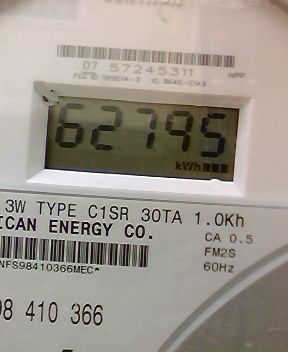 07 57245311
HPP
62795
kWh
3W TYPE C1SR 30TA 1.0Kh
ICAN ENERGY CO.
CA 0.5
FM2S
60Hz
NFS98410366MEC*
98 410 366